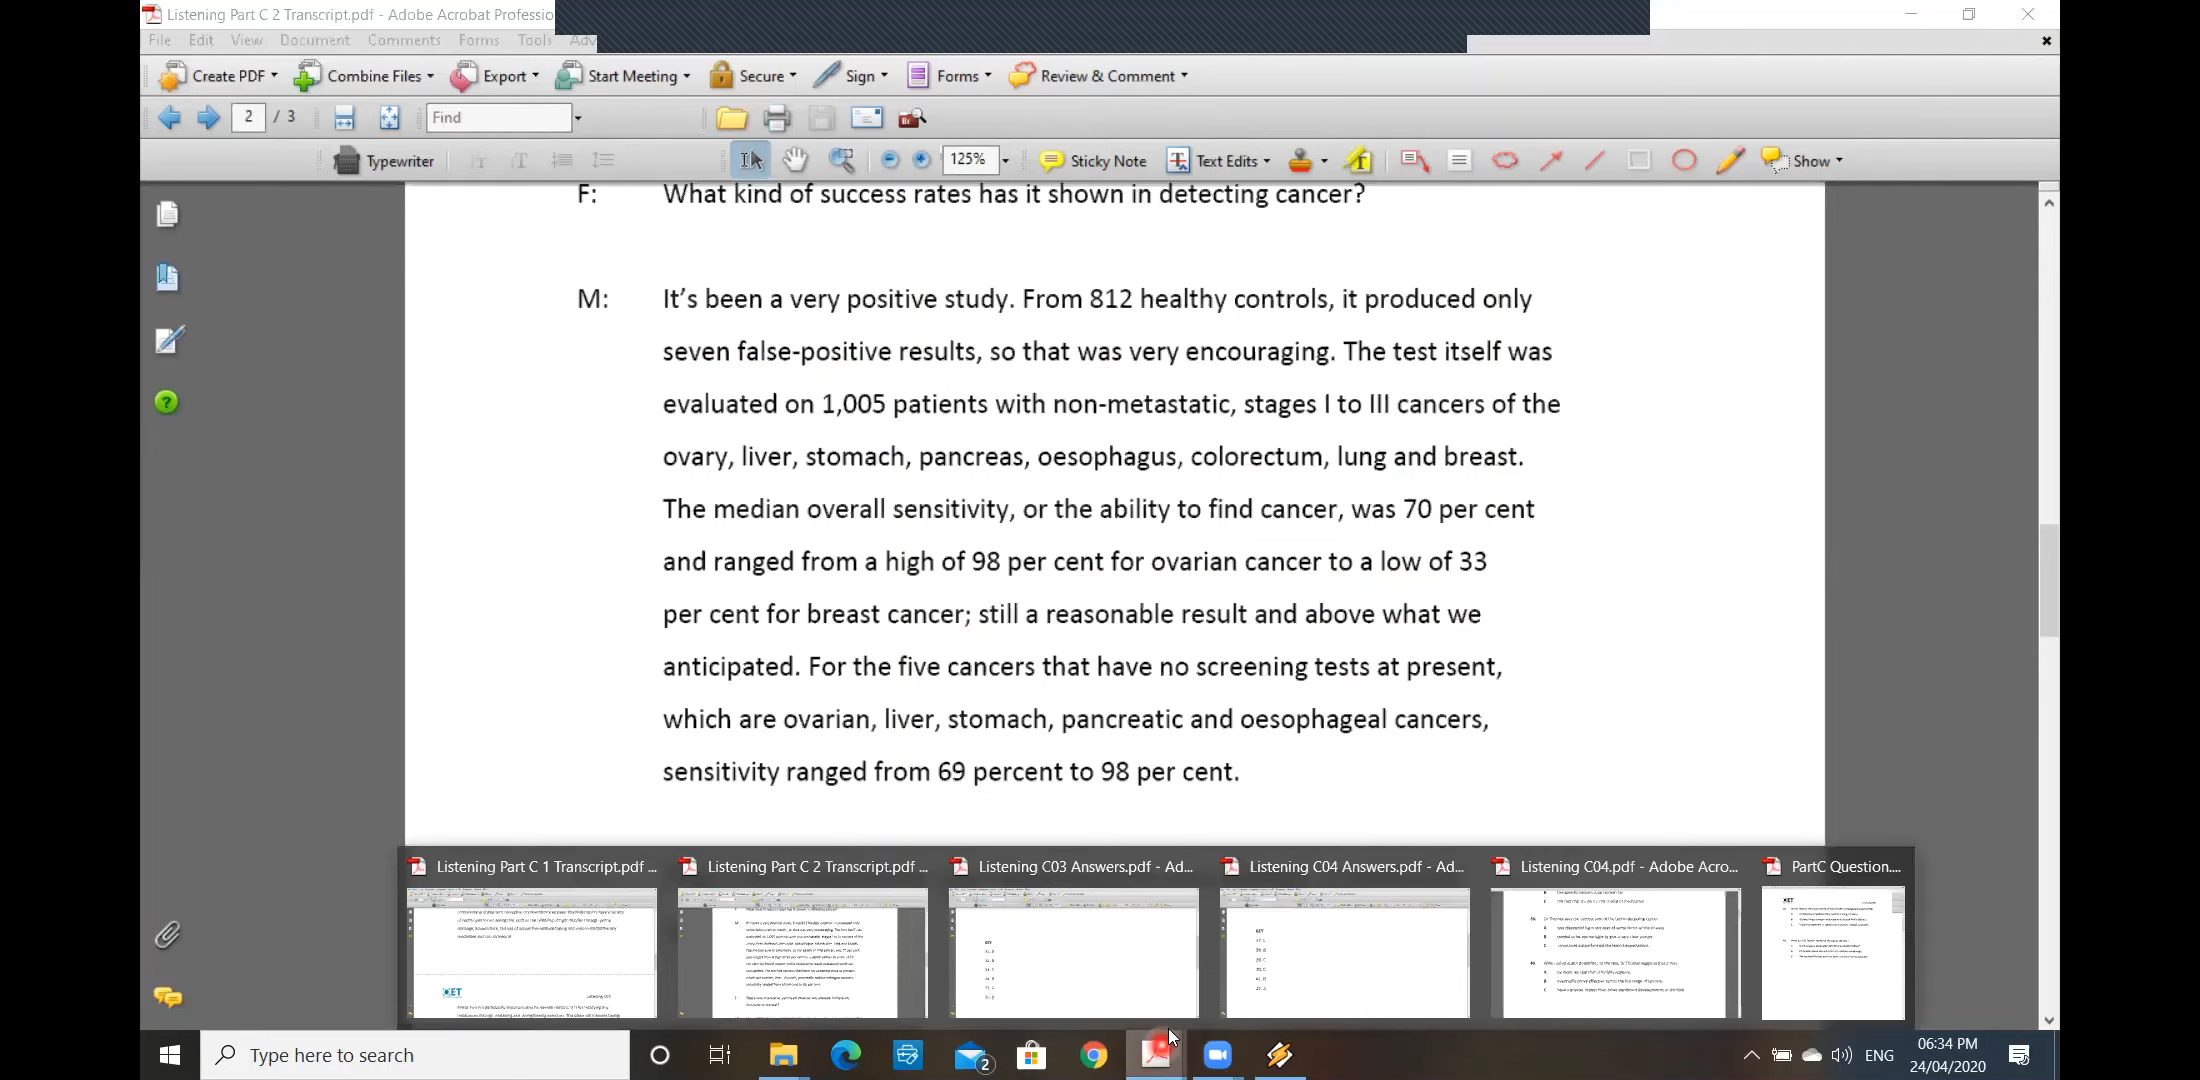 Listening Part C 2 Transcript.pdf - Adobe Acrobat Professio
File Edit View Document Comments Forms Tools Adv
Create PDF Combine Files Export Start Meeting Secure Sign Forms Review & Comment
2 / 3 Find
Typewriter 125% Sticky Note Text Edits Show
F: What kind of success rates has it shown in detecting cancer?
M: It's been a very positive study. From 812 healthy controls, it produced only
seven false-positive results, so that was very encouraging. The test itself was
evaluated on 1,005 patients with non-metastatic, stages I to III cancers of the
ovary, liver, stomach, pancreas, oesophagus, colorectum, lung and breast.
The median overall sensitivity, or the ability to find cancer, was 70 per cent
and ranged from a high of 98 per cent for ovarian cancer to a low of 33
per cent for breast cancer; still a reasonable result and above what we
anticipated. For the five cancers that have no screening tests at present,
which are ovarian, liver, stomach, pancreatic and oesophageal cancers,
sensitivity ranged from 69 percent to 98 per cent.
Listening Part C 1 Transcript.pdf ... Listening Part C 2 Transcript.pdf ... Listening C03 Answers.pdf - Ad... Listening C04 Answers.pdf - Ad... Listening C04.pdf - Adobe Acro... PartC Question....
Type here to search 2 ENG 06:34 PM
24/04/2020